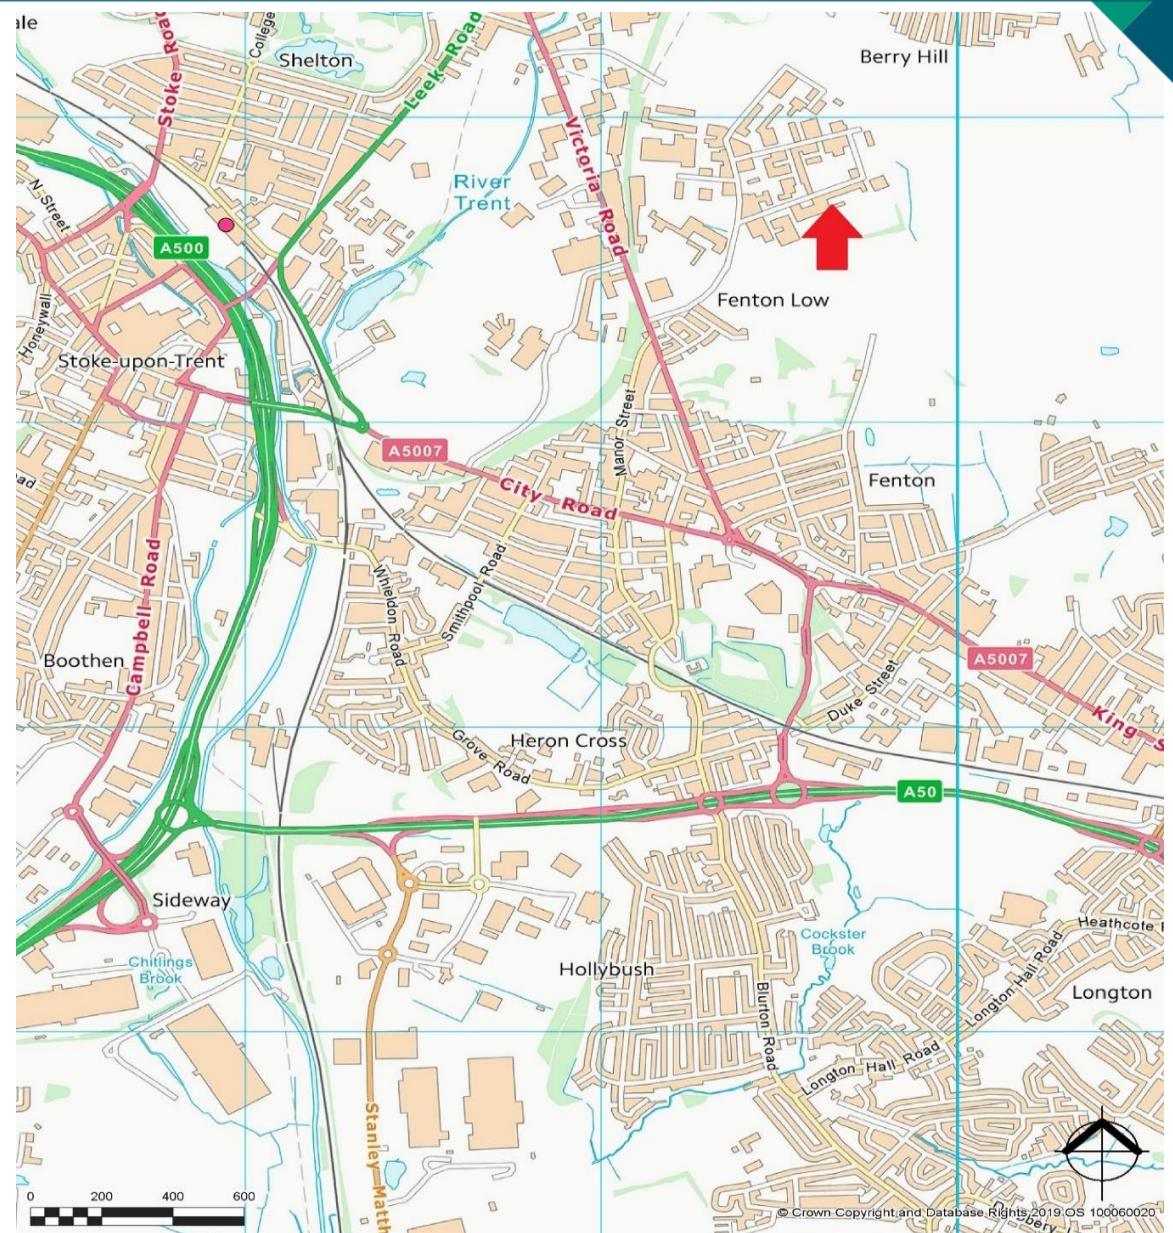 ale
Stoke Roa
College
Shelton
Leek Road
Berry Hill
Victoria Road
River
Trent
N Street
A500
Honeywall
Fenton Low
Stoke-upon-Trent
Manor Street
A5007
City Road
Fenton
ad
Smithpool Road
Whieldon Road
Campbell Road
Boothen
A5007
Duke Street
King S
Heron Cross
Grove Road
A50
Sideway
Chitlings
Brook
Cockster
Brook
Heathcote
Longton Hall Road
Hollybush
Longton
Blurton Road
Longton Hall Road
Stanley Matth
0 200 400 600
© Crown Copyright and Database Rights 2019 OS 100060020